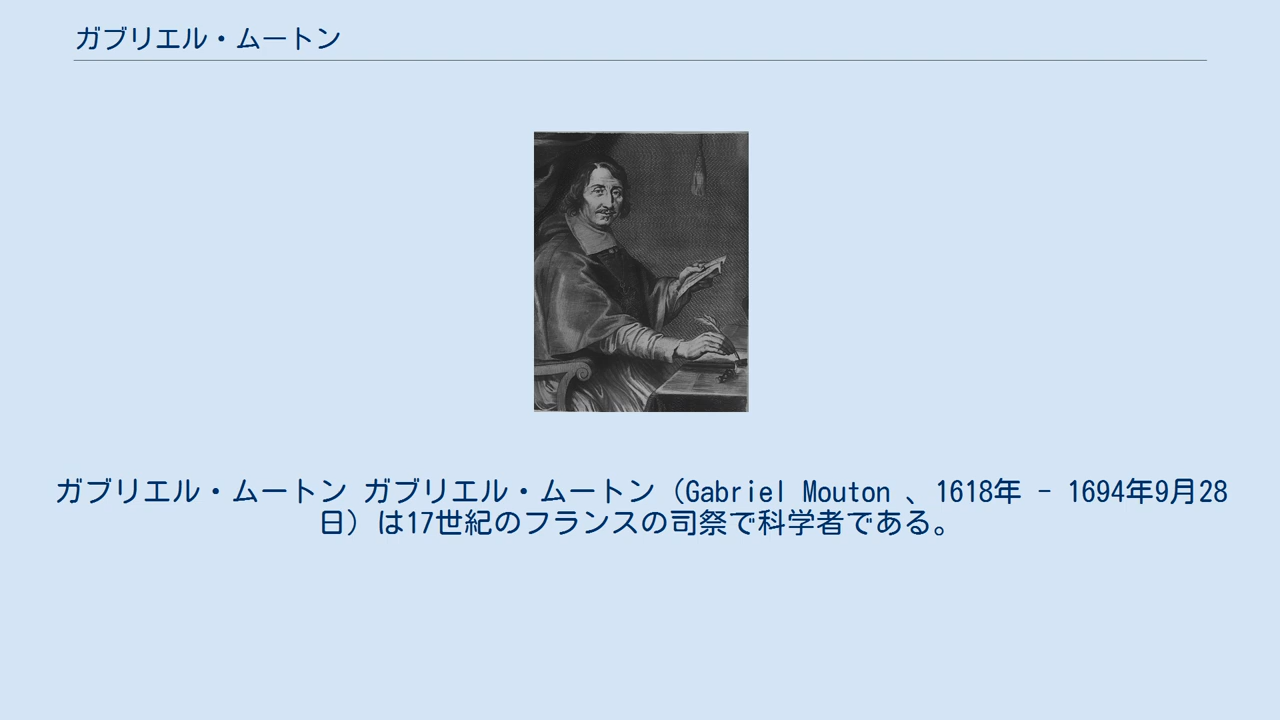 ガブリエル・ムートン
ガブリエル・ムートン ガブリエル・ムートン（Gabriel Mouton 、1618年 - 1694年9月28
日）は17世紀のフランスの司祭で科学者である。